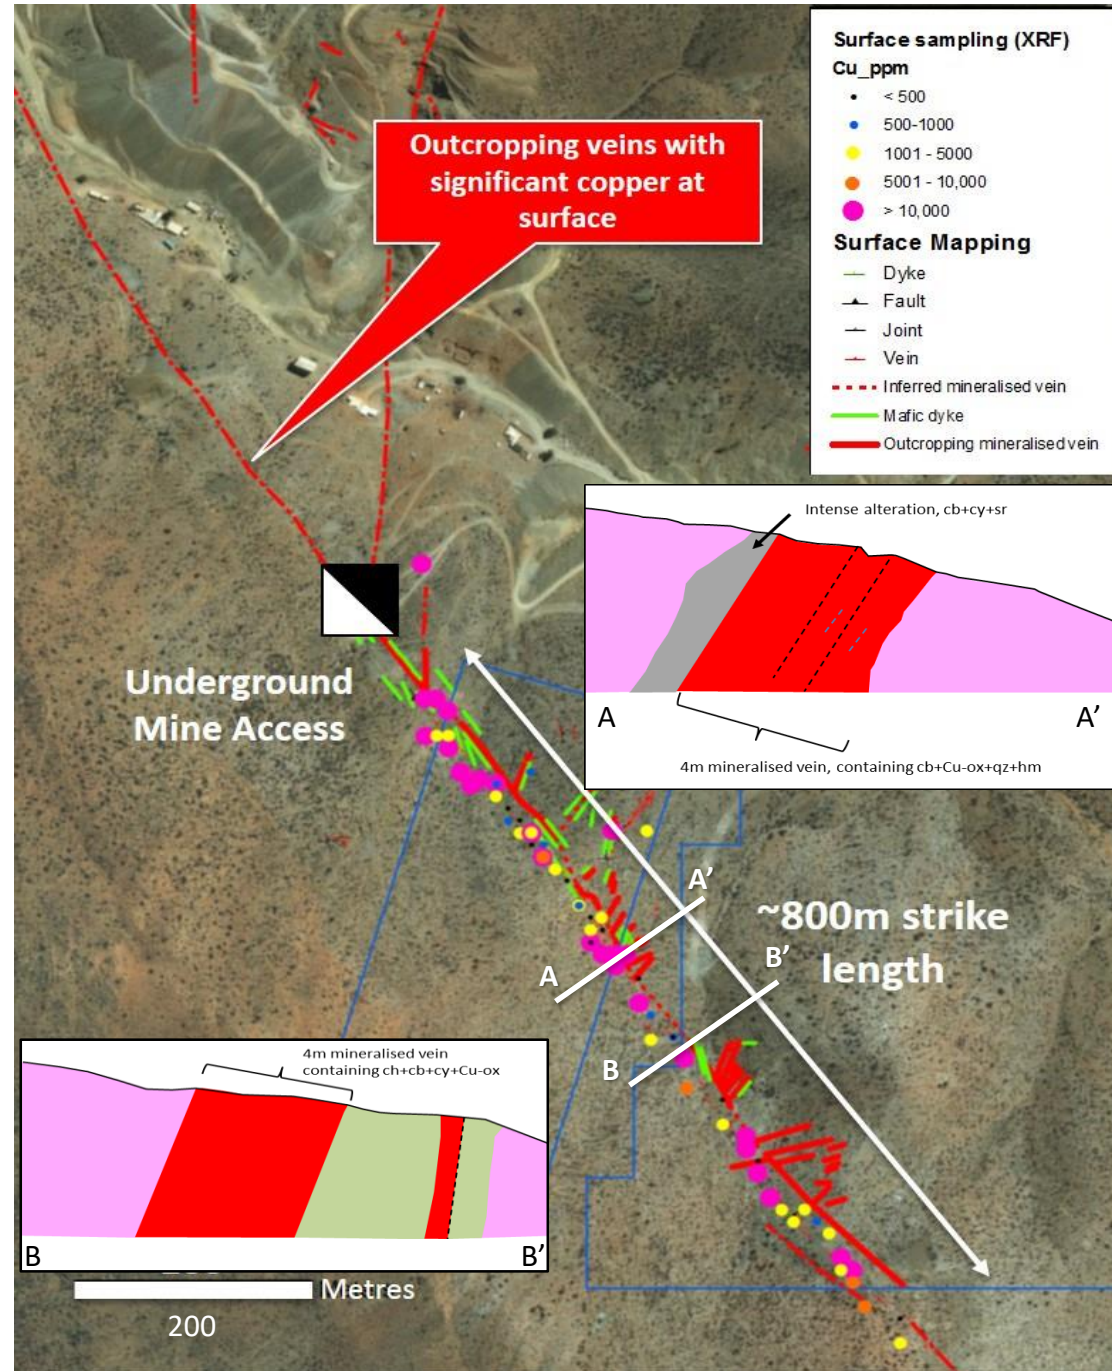 Surface sampling (XRF)
Cu_ppm
< 500
500-1000
1001 - 5000
5001 - 10,000
> 10,000
Surface Mapping
Dyke
Fault
Joint
Vein
Inferred mineralised vein
Mafic dyke
Outcropping mineralised vein
Outcropping veins with
significant copper at
surface
Intense alteration, cb+cy+sr
A
A’
4m mineralised vein, containing cb+Cu-ox+qz+hm
Underground
Mine Access
A’
~800m strike
length
A
B’
B
4m mineralised vein
containing ch+cb+cy+Cu-ox
B
B’
Metres
200